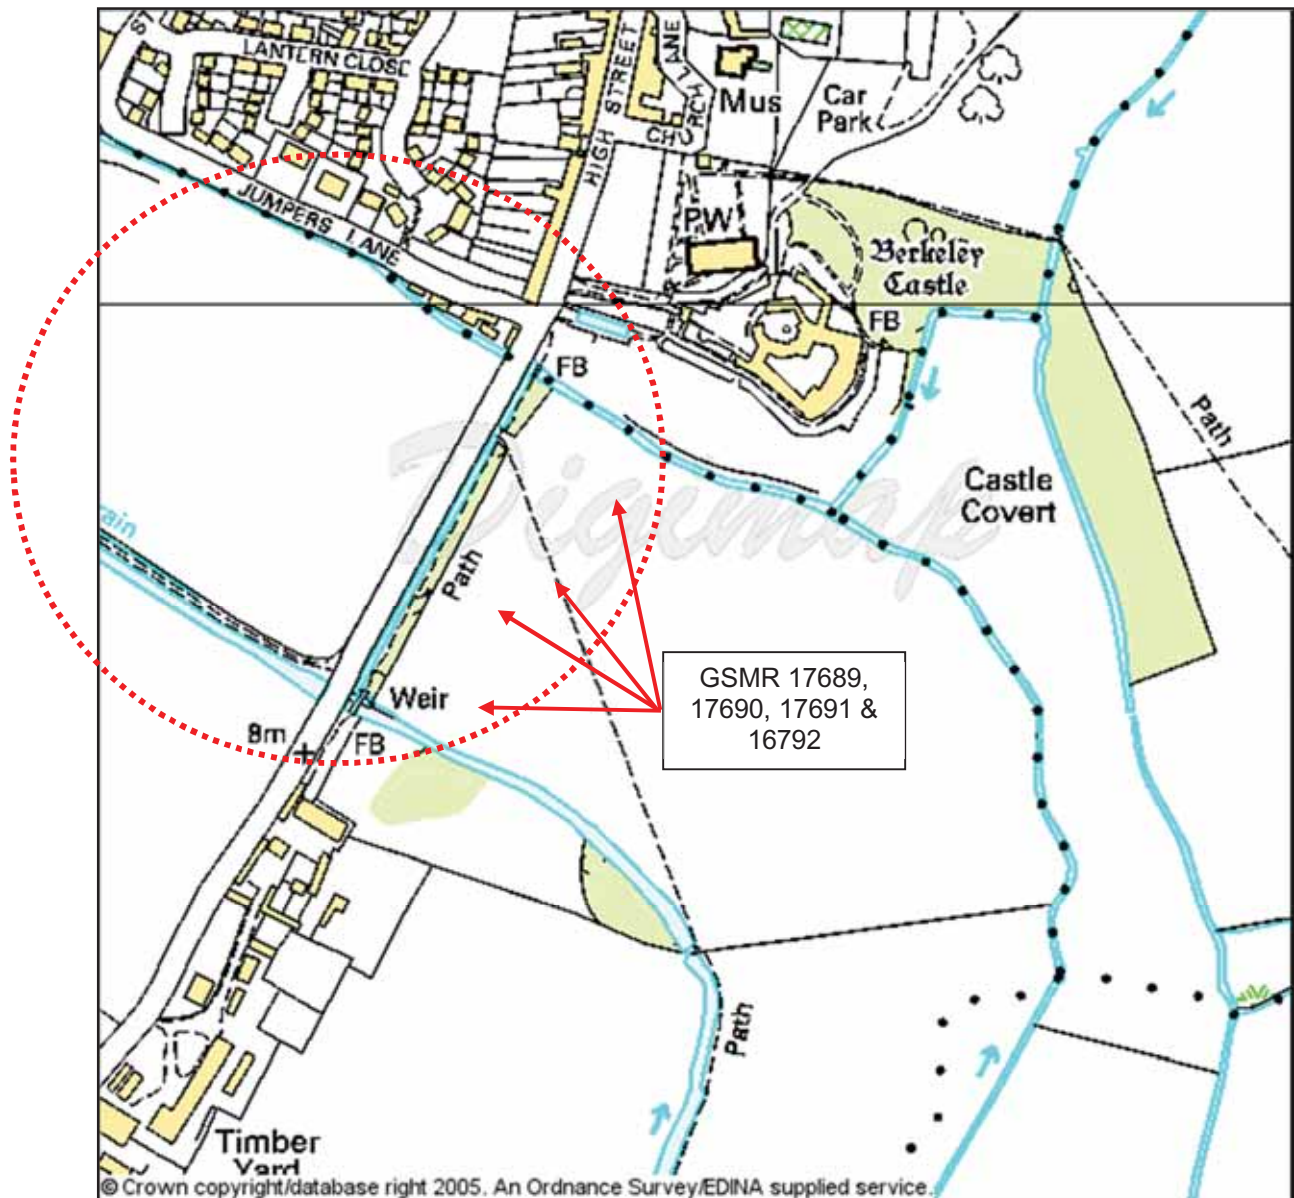 LANTERN CLOSE
HIGH STREET
CHURCH LANE
Mus
Car
Park
JUMPERS LANE
PW
Berkeley
Castle
FB
FB
Path
Castle
Covert
Digimap
Path
GSMR 17689,
17690, 17691 &
16792
Weir
8m
FB
Path
Timber
Yard
© Crown copyright/database right 2005. An Ordnance Survey/EDINA supplied service.